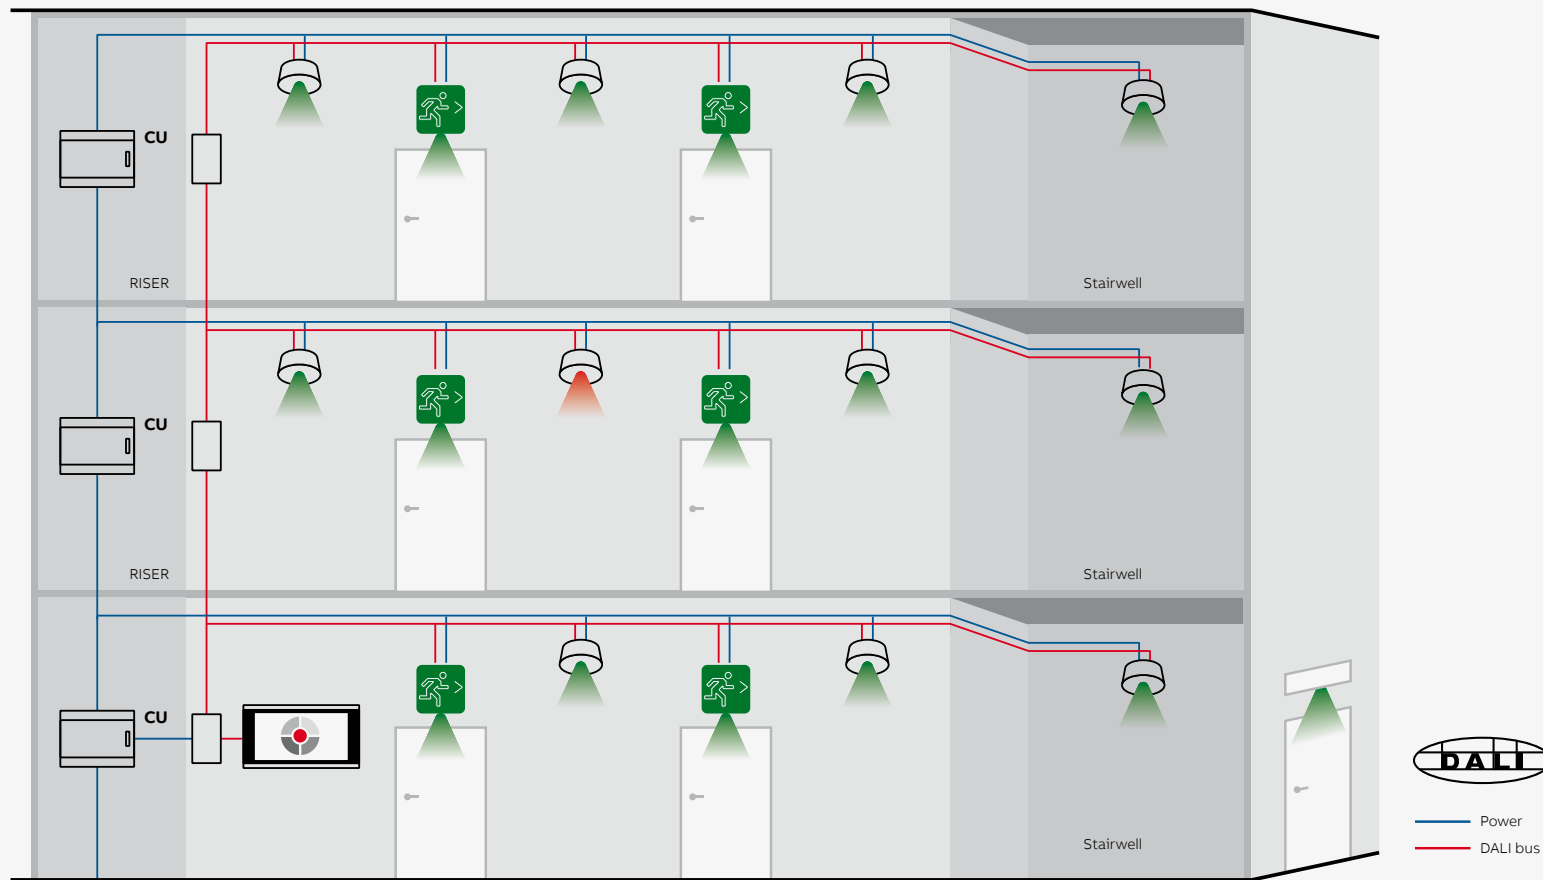 CU
RISER
Stairwell
CU
RISER
Stairwell
CU
Stairwell
DALI
Power
DALI bus